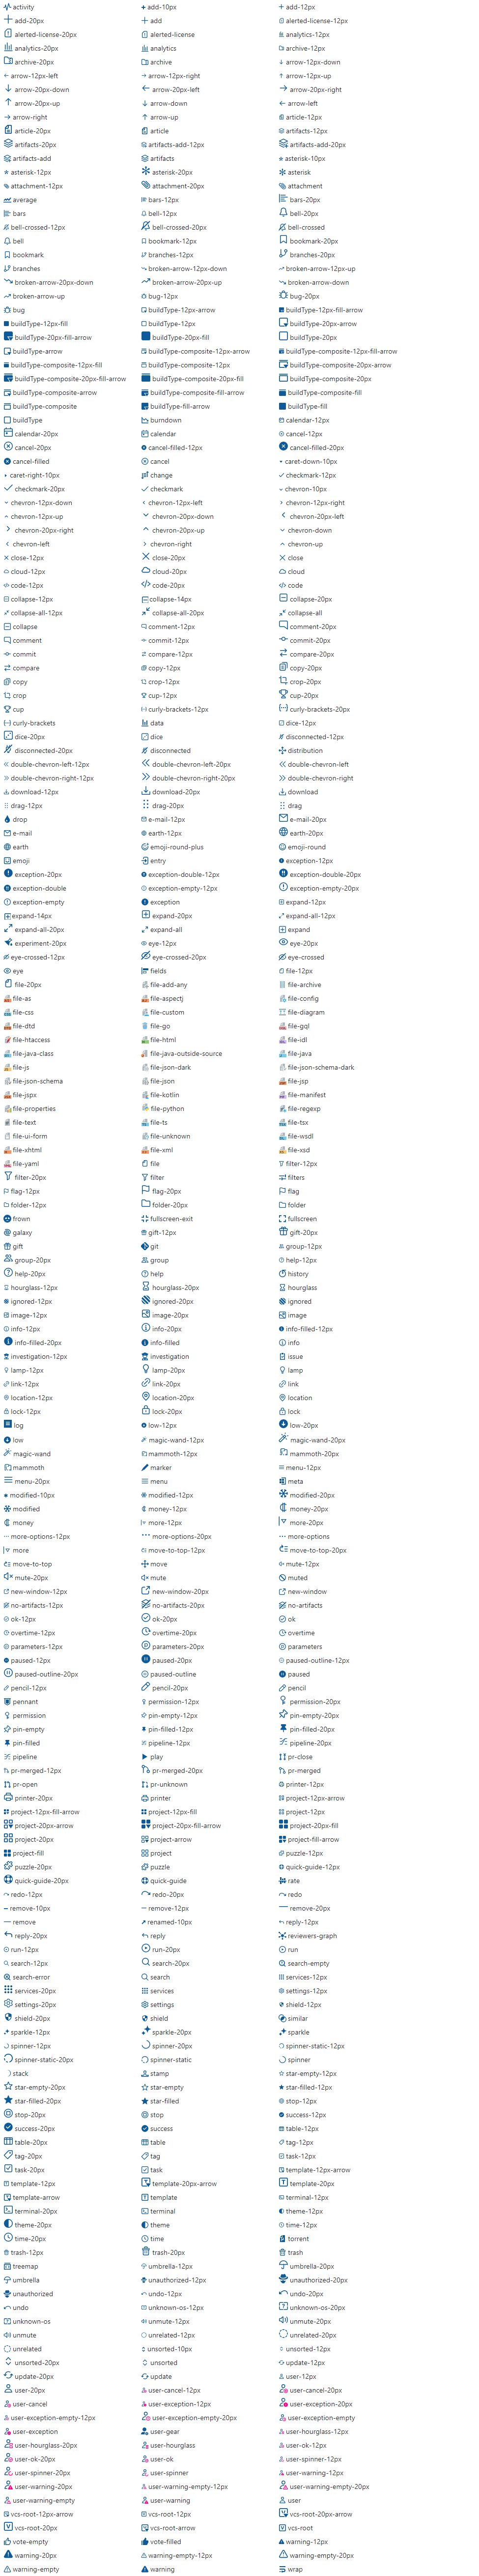 activity add-10px add-12px
add-20px add alerted-license-12px
alerted-license-20px alerted-license analytics-12px
analytics-20px analytics archive-12px
archive-20px archive arrow-12px-down
arrow-12px-left arrow-12px-right arrow-12px-up
arrow-20px-down arrow-20px-left arrow-20px-right
arrow-20px-up arrow-down arrow-left
arrow-right arrow-up article-12px
article-20px article artifacts-12px
artifacts-20px artifacts-add-12px artifacts-add-20px
artifacts-add artifacts asterisk-10px
asterisk-12px asterisk-20px asterisk
attachment-12px attachment-20px attachment
average bars-12px bars-20px
bars bell-12px bell-20px
bell-crossed-12px bell-crossed-20px bell-crossed
bell bookmark-12px bookmark-20px
bookmark branches-12px branches-20px
branches broken-arrow-12px-down broken-arrow-12px-up
broken-arrow-20px-down broken-arrow-20px-up broken-arrow-down
broken-arrow-up bug-12px bug-20px
bug buildType-12px-arrow buildType-12px-fill-arrow
buildType-12px-fill buildType-12px buildType-20px-arrow
buildType-20px-fill-arrow buildType-20px-fill buildType-20px
buildType-arrow buildType-composite-12px-arrow buildType-composite-12px-fill-arrow
buildType-composite-12px-fill buildType-composite-12px buildType-composite-20px-arrow
buildType-composite-20px-fill-arrow buildType-composite-20px-fill buildType-composite-20px
buildType-composite-arrow buildType-composite-fill-arrow buildType-composite-fill
buildType-composite buildType-fill-arrow buildType-fill
buildType burndown calendar-12px
calendar-20px calendar cancel-12px
cancel-20px cancel-filled-12px cancel-filled-20px
cancel-filled cancel caret-down-10px
caret-right-10px change checkmark-12px
checkmark-20px checkmark chevron-10px
chevron-12px-down chevron-12px-left chevron-12px-right
chevron-12px-up chevron-20px-down chevron-20px-left
chevron-20px-right chevron-20px-up chevron-down
chevron-left chevron-right chevron-up
close-12px close-20px close
cloud-12px cloud-20px cloud
code-12px code-20px code
collapse-12px collapse-14px collapse-20px
collapse-all-12px collapse-all-20px collapse-all
collapse comment-12px comment-20px
comment commit-12px commit-20px
commit compare-12px compare-20px
compare copy-12px copy-20px
copy crop-12px crop-20px
crop cup-12px cup-20px
cup curly-brackets-12px curly-brackets-20px
curly-brackets data dice-12px
dice-20px dice disconnected-12px
disconnected-20px disconnected distribution
double-chevron-left-12px double-chevron-left-20px double-chevron-left
double-chevron-right-12px double-chevron-right-20px double-chevron-right
download-12px download-20px download
drag-12px drag-20px drag
drop e-mail-12px e-mail-20px
e-mail earth-12px earth-20px
earth emoji-round-plus emoji-round
emoji entry exception-12px
exception-20px exception-double-12px exception-double-20px
exception-double exception-empty-12px exception-empty-20px
exception-empty exception expand-12px
expand-14px expand-20px expand-all-12px
expand-all-20px expand-all expand
experiment-20px eye-12px eye-20px
eye-crossed-12px eye-crossed-20px eye-crossed
eye fields file-12px
file-20px file-add-any file-archive
file-as file-aspectj file-config
file-css file-custom file-diagram
file-dtd file-go file-gql
file-htaccess file-html file-idl
file-java-class file-java-outside-source file-java
file-js file-json-dark file-json-schema-dark
file-json-schema file-json file-jsp
file-jspx file-kotlin file-manifest
file-properties file-python file-regexp
file-text file-ts file-tsx
file-ui-form file-unknown file-wsdl
file-xhtml file-xml file-xsd
file-yaml file filter-12px
filter-20px filter filters
flag-12px flag-20px flag
folder-12px folder-20px folder
frown fullscreen-exit fullscreen
galaxy gift-12px gift-20px
gift git group-12px
group-20px group help-12px
help-20px help history
hourglass-12px hourglass-20px hourglass
ignored-12px ignored-20px ignored
image-12px image-20px image
info-12px info-20px info-filled-12px
info-filled-20px info-filled info
investigation-12px investigation issue
lamp-12px lamp-20px lamp
link-12px link-20px link
location-12px location-20px location
lock-12px lock-20px lock
log low-12px low-20px
low magic-wand-12px magic-wand-20px
magic-wand mammoth-12px mammoth-20px
mammoth marker menu-12px
menu-20px menu meta
modified-10px modified-12px modified-20px
modified money-12px money-20px
money more-12px more-20px
more-options-12px more-options-20px more-options
more move-to-top-12px move-to-top-20px
move-to-top move mute-12px
mute-20px mute muted
new-window-12px new-window-20px new-window
no-artifacts-12px no-artifacts-20px no-artifacts
ok-12px ok-20px ok
overtime-12px overtime-20px overtime
parameters-12px parameters-20px parameters
paused-12px paused-20px paused-outline-12px
paused-outline-20px paused-outline paused
pencil-12px pencil-20px pencil
pennant permission-12px permission-20px
permission pin-empty-12px pin-empty-20px
pin-empty pin-filled-12px pin-filled-20px
pin-filled pipeline-12px pipeline-20px
pipeline play pr-close
pr-merged-12px pr-merged-20px pr-merged
pr-open pr-unknown printer-12px
printer-20px printer project-12px-arrow
project-12px-fill-arrow project-12px-fill project-12px
project-20px-arrow project-20px-fill-arrow project-20px-fill
project-20px project-arrow project-fill-arrow
project-fill project puzzle-12px
puzzle-20px puzzle quick-guide-12px
quick-guide-20px quick-guide rate
redo-12px redo-20px redo
remove-10px remove-12px remove-20px
remove renamed-10px reply-12px
reply-20px reply reviewers-graph
run-12px run-20px run
search-12px search-20px search-empty
search-error search services-12px
services-20px services settings-12px
settings-20px settings shield-12px
shield-20px shield similar
sparkle-12px sparkle-20px sparkle
spinner-12px spinner-20px spinner-static-12px
spinner-static-20px spinner-static spinner
stack stamp star-empty-12px
star-empty-20px star-empty star-filled-12px
star-filled-20px star-filled stop-12px
stop-20px stop success-12px
success-20px success table-12px
table-20px table tag-12px
tag-20px tag task-12px
task-20px task template-12px-arrow
template-12px template-20px-arrow template-20px
template-arrow template terminal-12px
terminal-20px terminal theme-12px
theme-20px theme time-12px
time-20px time torrent
trash-12px trash-20px trash
treemap umbrella-12px umbrella-20px
umbrella unauthorized-12px unauthorized-20px
unauthorized undo-12px undo-20px
undo unknown-os-12px unknown-os-20px
unknown-os unmute-12px unmute-20px
unmute unrelated-12px unrelated-20px
unrelated unsorted-10px unsorted-12px
unsorted-20px unsorted update-12px
update-20px update user-12px
user-20px user-cancel-12px user-cancel-20px
user-cancel user-exception-12px user-exception-20px
user-exception-empty-12px user-exception-empty-20px user-exception-empty
user-exception user-gear user-hourglass-12px
user-hourglass-20px user-hourglass user-ok-12px
user-ok-20px user-ok user-spinner-12px
user-spinner-20px user-spinner user-warning-12px
user-warning-20px user-warning-empty-12px user-warning-empty-20px
user-warning-empty user-warning user
vcs-root-12px-arrow vcs-root-12px vcs-root-20px-arrow
vcs-root-20px vcs-root-arrow vcs-root
vote-empty vote-filled warning-12px
warning-20px warning-empty-12px warning-empty-20px
warning-empty warning wrap